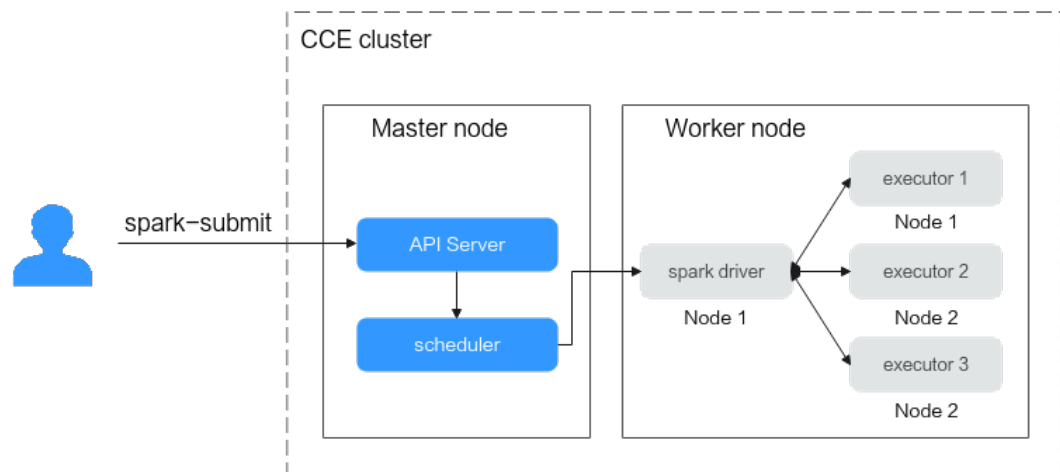 CCE cluster
Master node
Worker node
spark-submit
API Server
scheduler
spark driver
Node 1
executor 1
Node 1
executor 2
Node 2
executor 3
Node 2